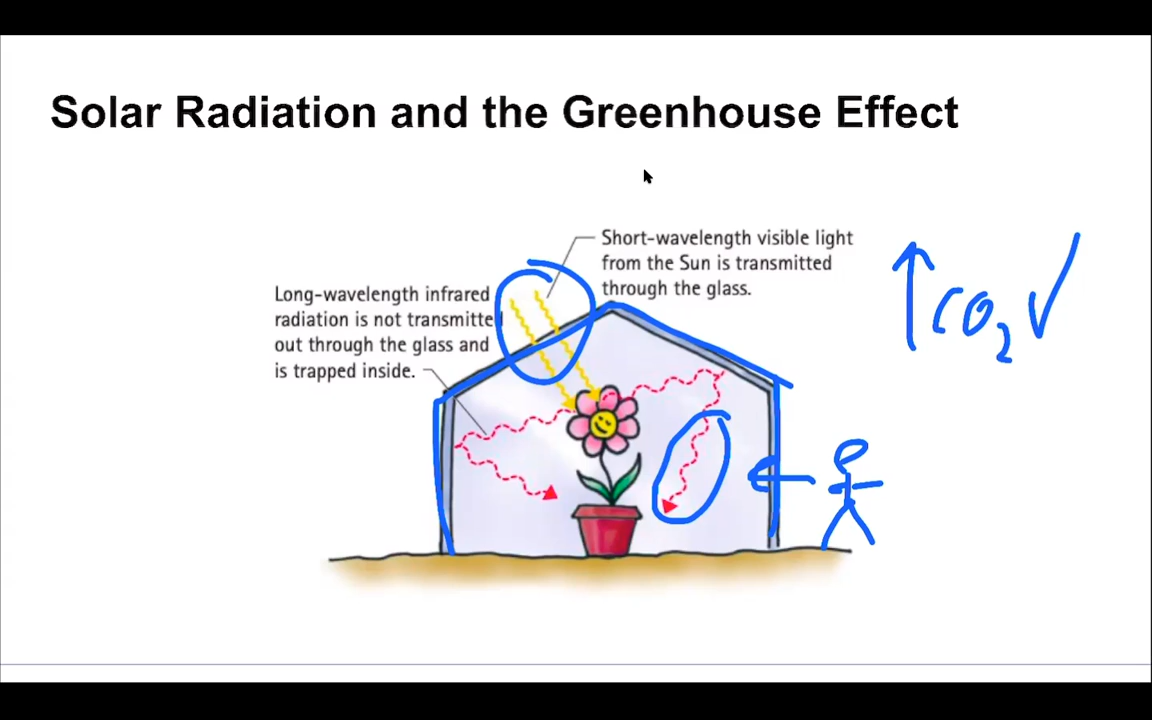 Solar Radiation and the Greenhouse Effect
Short-wavelength visible light
from the Sun is transmitted
through the glass.
Long-wavelength infrared
radiation is not transmitted
out through the glass and
is trapped inside.
↑CO₂ ✓